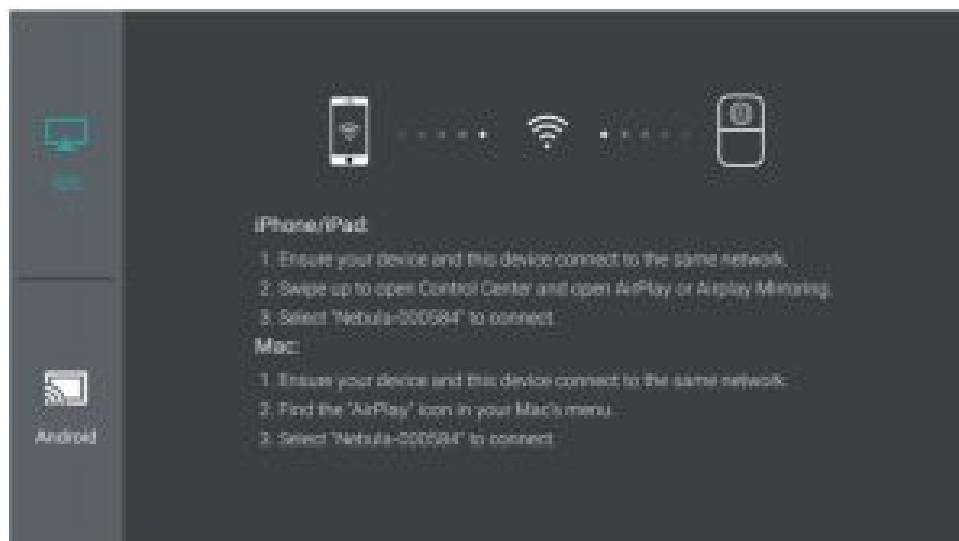 iOS
Android
iPhone/iPad:
1. Ensure your device and this device connect to the same network.
2. Swipe up to open Control Center and open AirPlay or Airplay Mirroring.
3. Select "Nebula-000584" to connect.
Mac:
1. Ensure your device and this device connect to the same network.
2. Find the "AirPlay" icon in your Mac's menu.
3. Select "Nebula-000584" to connect.